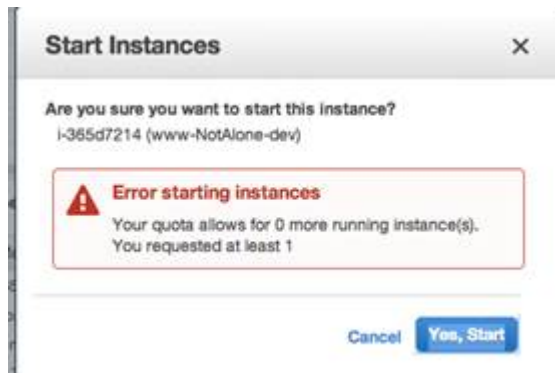 Start Instances
Are you sure you want to start this instance?
i-365d7214 (www-NotAlone-dev)
Error starting instances
Your quota allows for 0 more running instance(s).
You requested at least 1
Cancel
Yes, Start